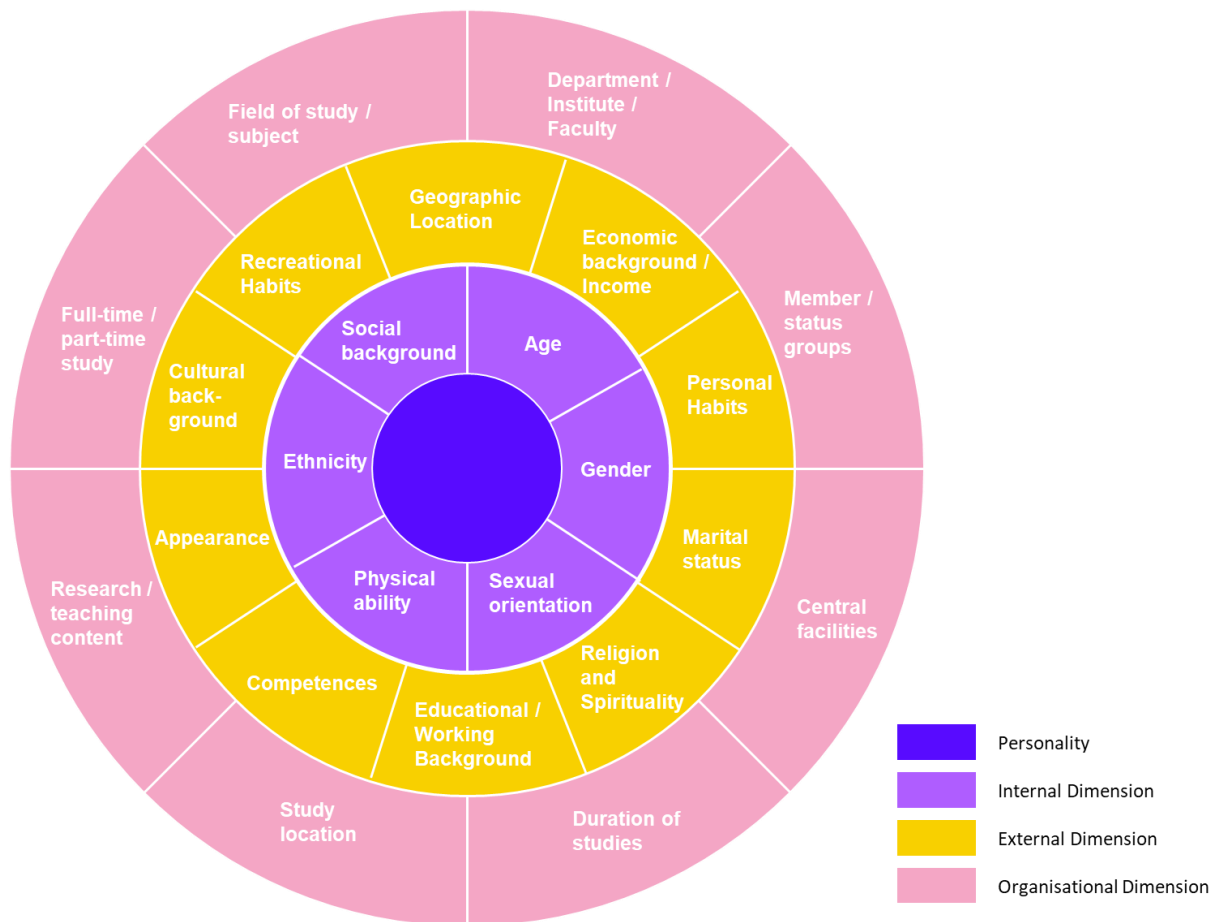 Department /
Institute /
Faculty
Field of study /
subject
Geographic
Location
Economic
background /
Income
Recreational
Habits
Member /
status
groups
Full-time /
part-time
study
Social
background
Age
Cultural
back-
ground
Personal
Habits
Ethnicity
Gender
Appearance
Marital
status
Physical
ability
Sexual
orientation
Research /
teaching
content
Central
facilities
Competences
Religion
and
Spirituality
Educational /
Working
Background
Study
location
Duration of
studies
Personality
Internal Dimension
External Dimension
Organisational Dimension